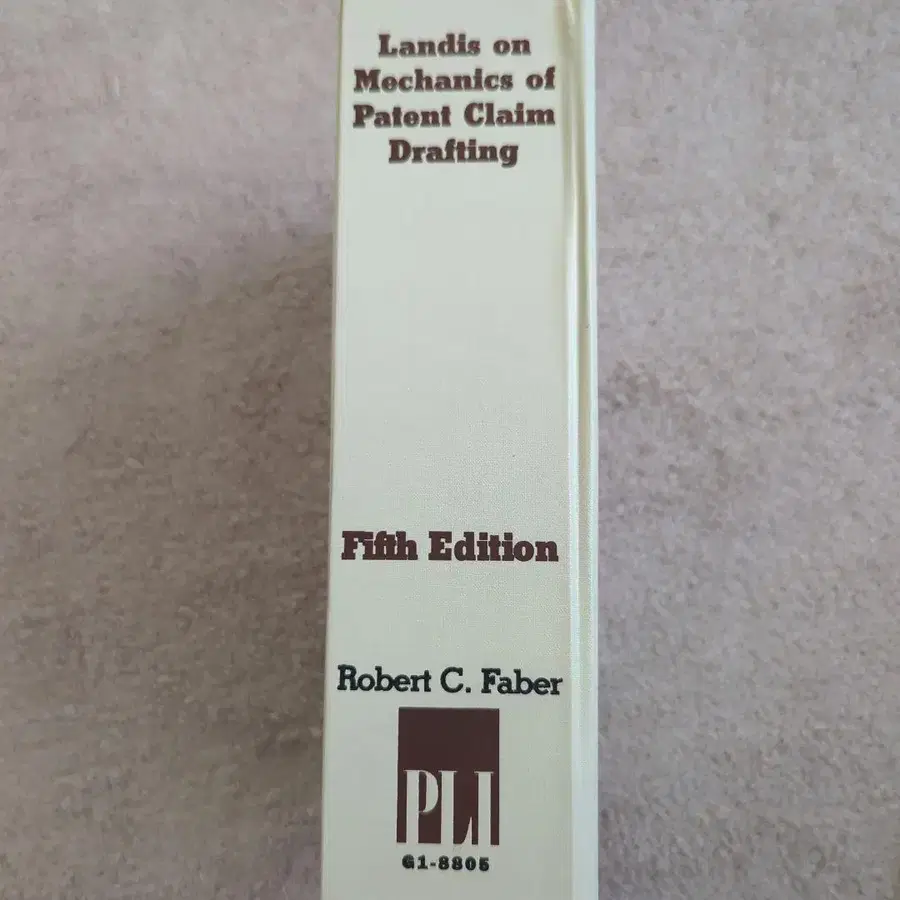 Landis on
Mechanics of
Patent Claim
Drafting
Fifth Edition
Robert C. Faber
PLI
G1-8805